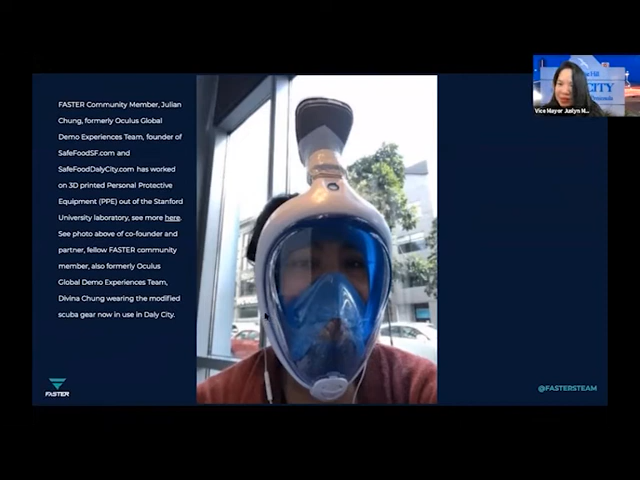 FASTER Community Member, Julian
Chung, formerly Oculus Global
Demo Experiences Team, founder of
SafeFoodSF.com and
SafeFoodDalyCIty.com has worked
on 3D printed Personal Protective
Equipment (PPE) out of the Stanford
University laboratory, see more here.
See photo above of co-founder and
partner, fellow FASTER community
member, also formerly Oculus
Global Demo Experiences Team,
Divina Chung wearing the modified
scuba gear now in use in Daly City.
FASTER
@FASTERSTEAM
CITY
Vice Mayor Juslyn M...